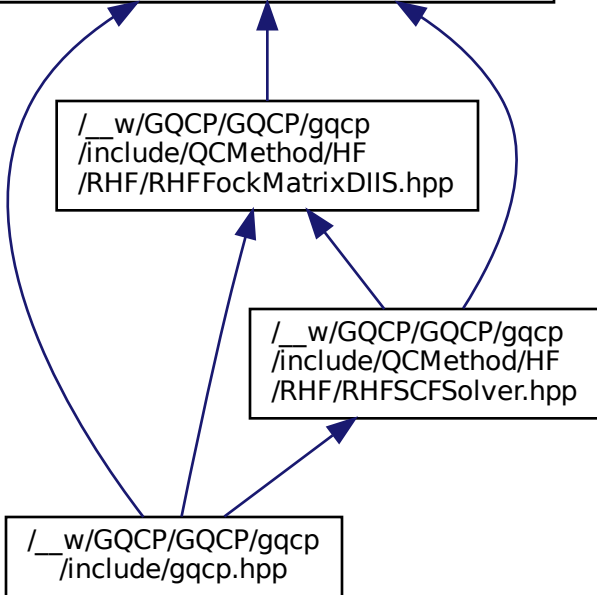 /__w/GQCP/GQCP/gqcp
/include/QCMethod/HF
/RHF/RHFFockMatrixDIIS.hpp
/__w/GQCP/GQCP/gqcp
/include/QCMethod/HF
/RHF/RHFSCFSolver.hpp
/__w/GQCP/GQCP/gqcp
/include/gqcp.hpp